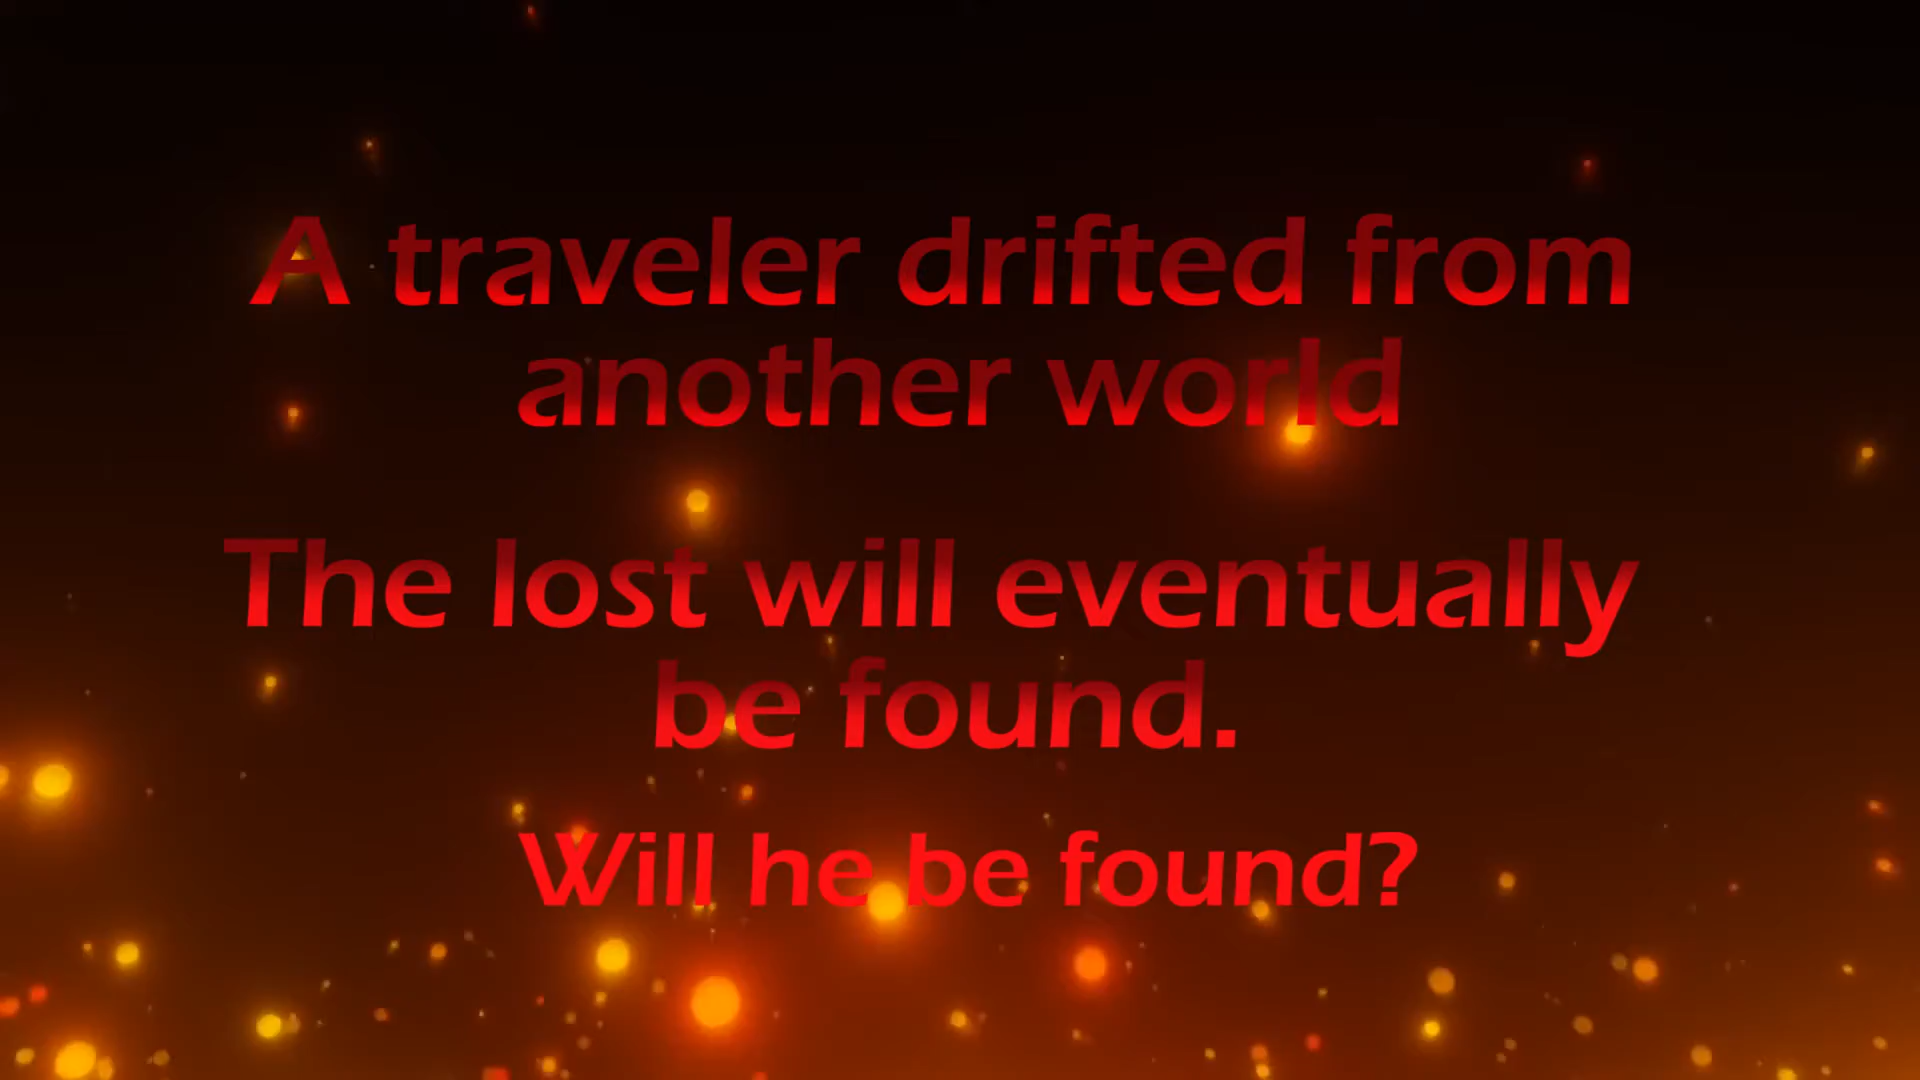 A traveler drifted from
another world
The lost will eventually
be found.
Will he be found?